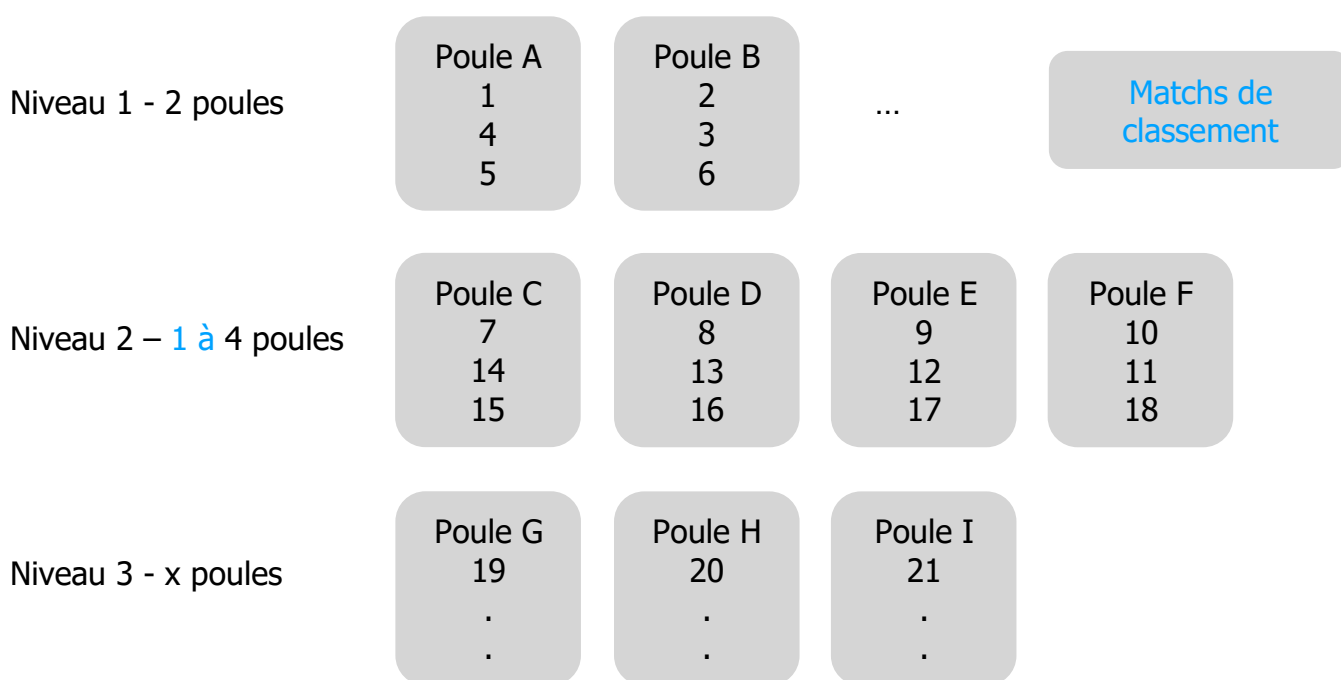 Niveau 1 - 2 poules
Poule A
1
4
5
Poule B
2
3
6
...
Matchs de
classement
Niveau 2 – 1 à 4 poules
Poule C
7
14
15
Poule D
8
13
16
Poule E
9
12
17
Poule F
10
11
18
Niveau 3 - x poules
Poule G
19
.
.
Poule H
20
.
.
Poule I
21
.
.